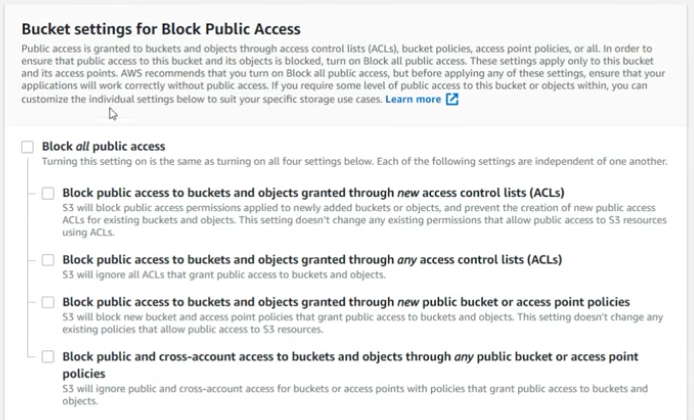 Bucket settings for Block Public Access
Public access is granted to buckets and objects through access control lists (ACLs), bucket policies, access point policies, or all. In order to
ensure that public access to this bucket and its objects is blocked, turn on Block all public access. These settings apply only to this bucket
and its access points. AWS recommends that you turn on Block all public access, but before applying any of these settings, ensure that your
applications will work correctly without public access. If you require some level of public access to this bucket or objects within, you can
customize the individual settings below to suit your specific storage use cases. Learn more
Block all public access
Turning this setting on is the same as turning on all four settings below. Each of the following settings are independent of one another.
Block public access to buckets and objects granted through new access control lists (ACLs)
S3 will block public access permissions applied to newly added buckets or objects, and prevent the creation of new public access
ACLs for existing buckets and objects. This setting doesn't change any existing permissions that allow public access to S3 resources
using ACLs.
Block public access to buckets and objects granted through any access control lists (ACLs)
S3 will ignore all ACLs that grant public access to buckets and objects.
Block public access to buckets and objects granted through new public bucket or access point policies
S3 will block new bucket and access point policies that grant public access to buckets and objects. This setting doesn't change any
existing policies that allow public access to S3 resources.
Block public and cross-account access to buckets and objects through any public bucket or access point
policies
S3 will ignore public and cross-account access for buckets or access points with policies that grant public access to buckets and
objects.